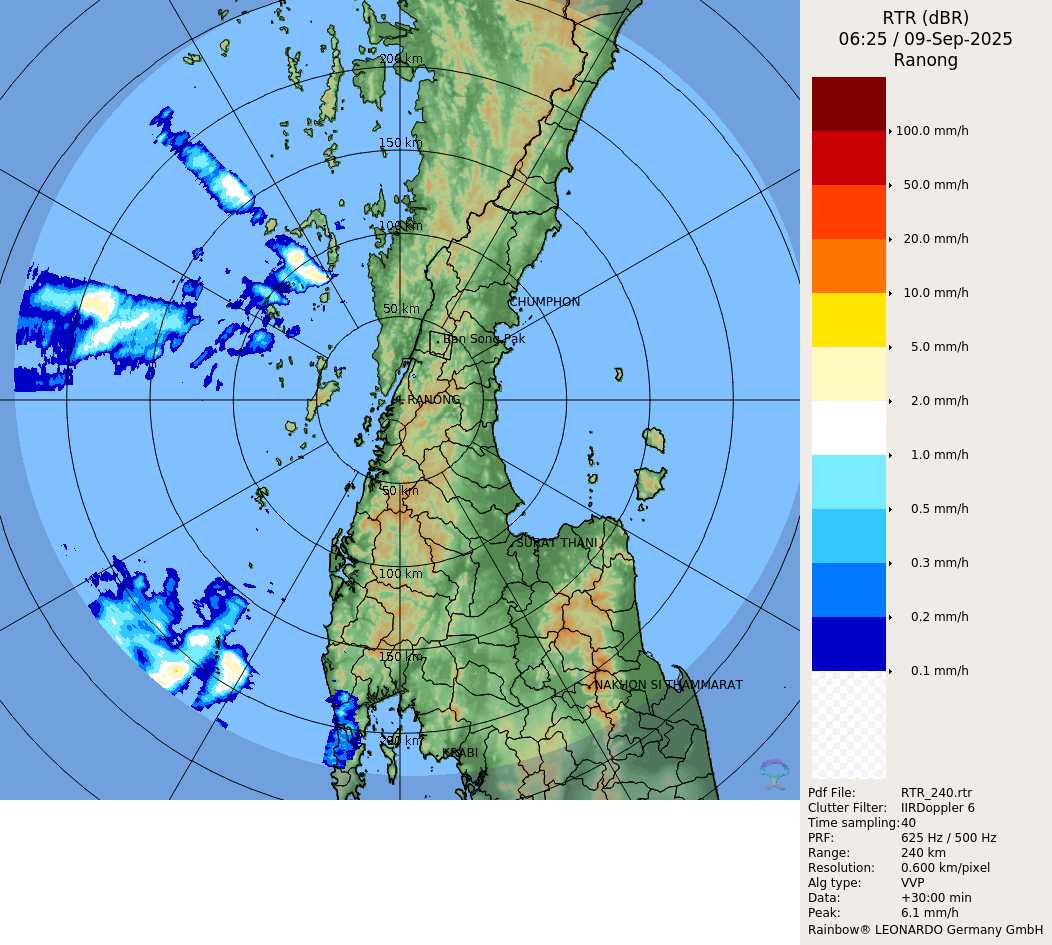 RTR (dBR)
06:25 / 09-Sep-2025
Ranong
100.0 mm/h
50.0 mm/h
20.0 mm/h
10.0 mm/h
5.0 mm/h
2.0 mm/h
1.0 mm/h
0.5 mm/h
0.3 mm/h
0.2 mm/h
0.1 mm/h
Pdf File: RTR_240.rtr
Clutter Filter: IIRDoppler 6
Time sampling: 40
PRF: 625 Hz / 500 Hz
Range: 240 km
Resolution: 0.600 km/pixel
Alg type: VVP
Data: +30:00 min
Peak: 6.1 mm/h
Rainbow® LEONARDO Germany GmbH
200 km
150 km
100 km
50 km
CHUMPHON
Ban Song Pak
RANONG
50 km
SURAT THANI
100 km
150 km
NAKHON SI THAMMARAT
200 km
KRABI